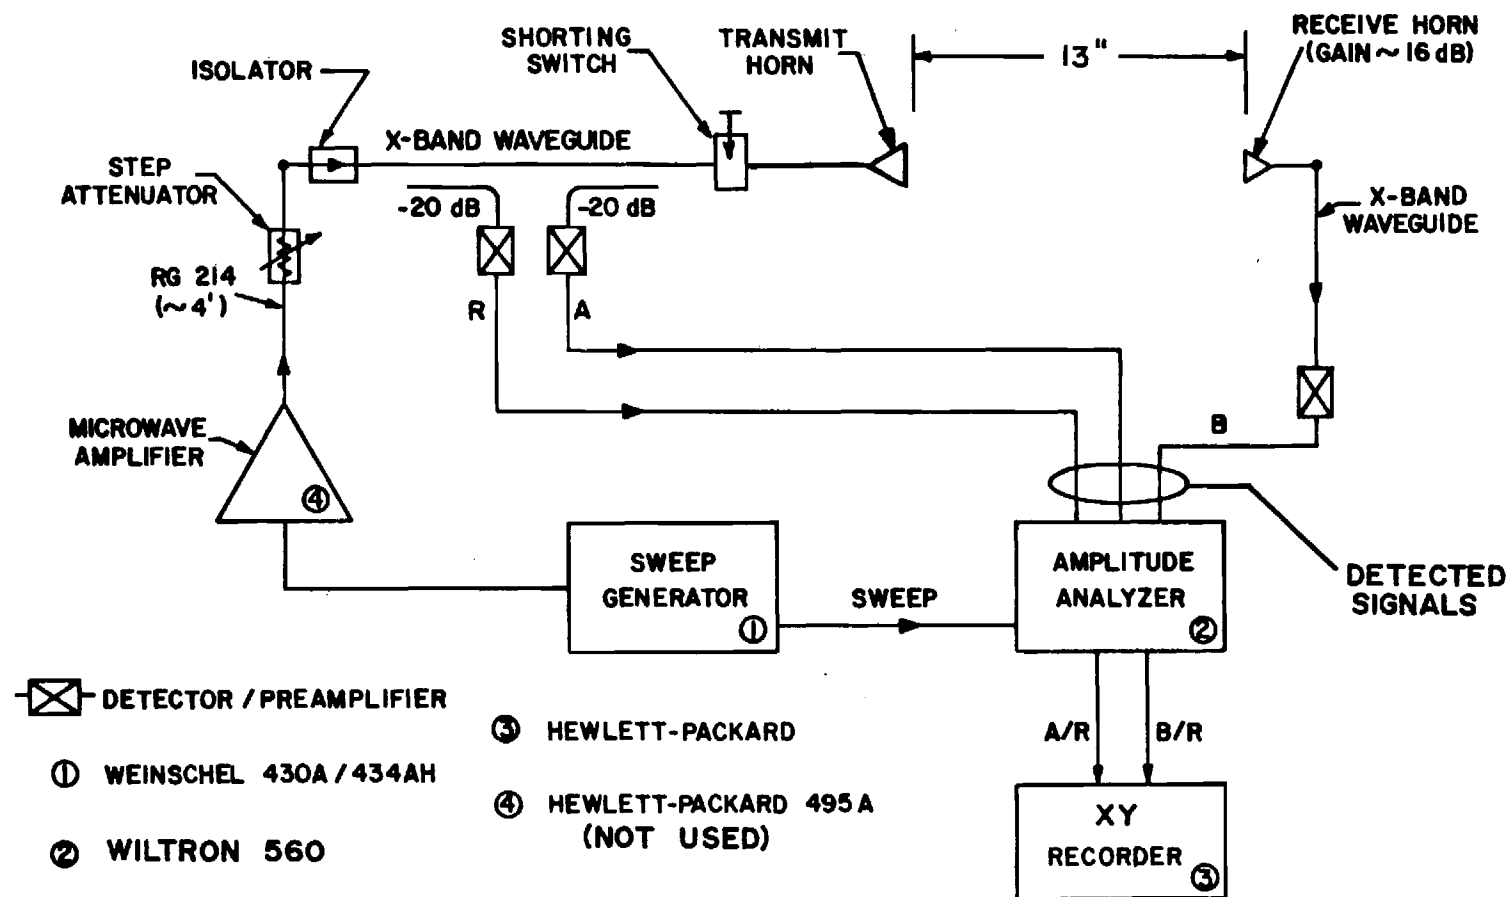 RECEIVE HORN
(GAIN ~ 16 dB)
SHORTING
SWITCH
TRANSMIT
HORN
13"
ISOLATOR
X-BAND WAVEGUIDE
STEP
ATTENUATOR
-20 dB
-20 dB
X-BAND
WAVEGUIDE
RG 214
(~4')
R
A
MICROWAVE
AMPLIFIER
B
④
SWEEP
GENERATOR
①
SWEEP
AMPLITUDE
ANALYZER
②
DETECTED
SIGNALS
DETECTOR / PREAMPLIFIER
① WEINSCHEL 430A / 434AH
② WILTRON 560
③ HEWLETT-PACKARD
④ HEWLETT-PACKARD 495A
(NOT USED)
A/R
B/R
XY
RECORDER
③